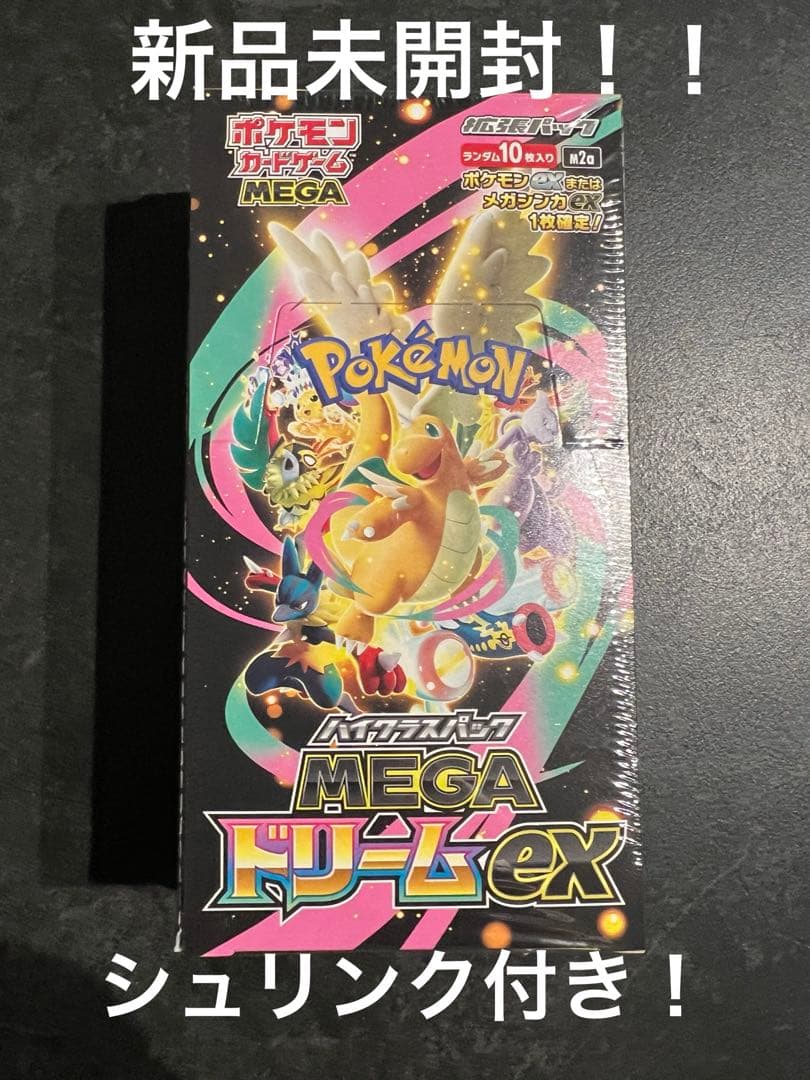 新品未開封！！
ポケモン
カードゲーム
MEGA
拡張パック
ランダム10枚入り
M2a
ポケモンexまたは
メガシンカex
1枚確定!
POKÉMON
ハイクラスパック
MEGA
ドリームex
シュリンク付き！